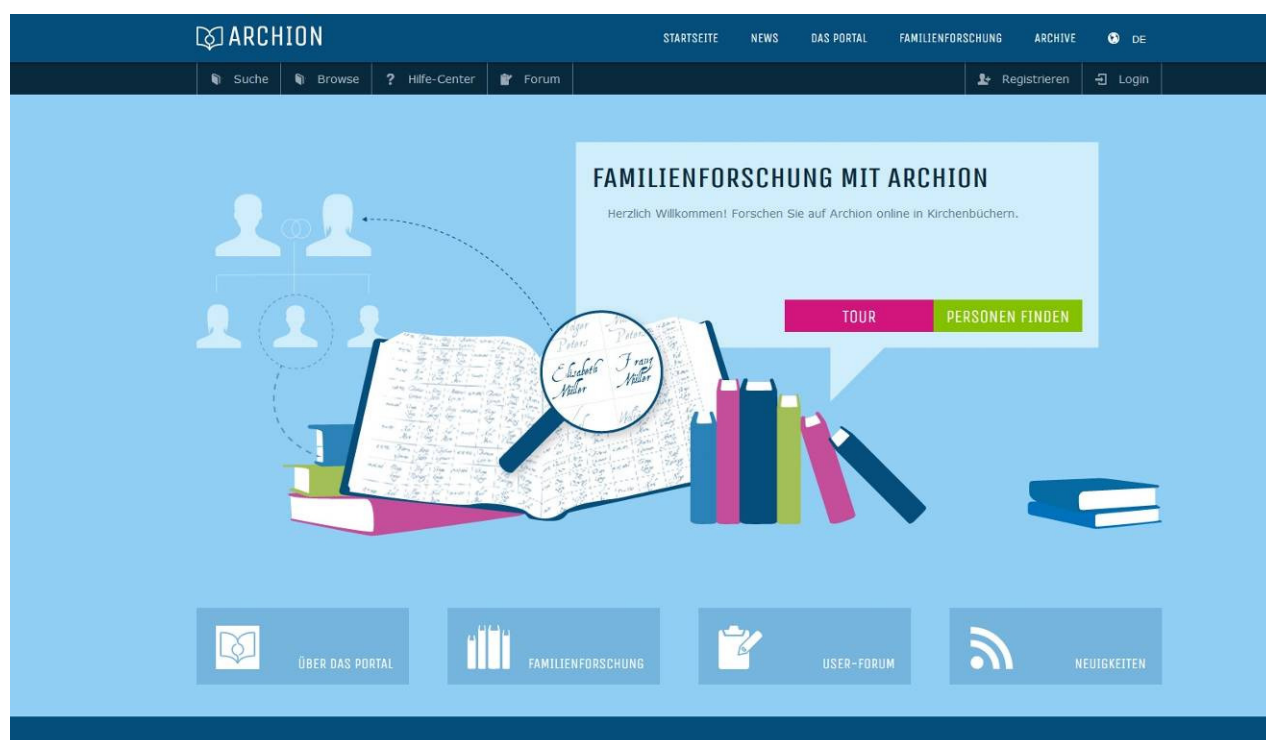 ARCHION
STARTSEITE NEWS DAS PORTAL FAMILIENFORSCHUNG ARCHIVE DE
Suche Browse ? Hilfe-Center Forum Registrieren Login
FAMILIENFORSCHUNG MIT ARCHION
Herzlich Willkommen! Forschen Sie auf Archion online in Kirchenbüchern.
TOUR PERSONEN FINDEN
Peters Peters
Elisabeth Müller
Franz Müller
ÜBER DAS PORTAL FAMILIENFORSCHUNG USER-FORUM NEUIGKEITEN